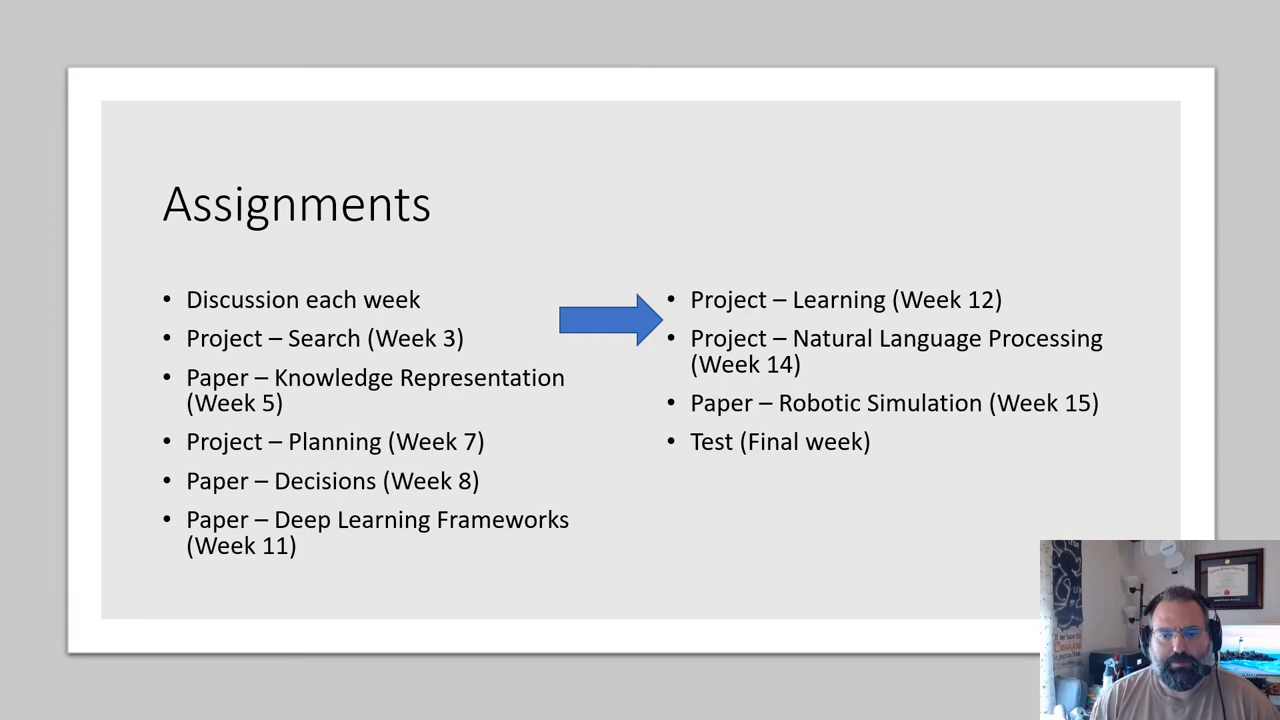 Assignments
• Discussion each week
• Project – Search (Week 3)
• Paper – Knowledge Representation
(Week 5)
• Project – Planning (Week 7)
• Paper – Decisions (Week 8)
• Paper – Deep Learning Frameworks
(Week 11)
• Project – Learning (Week 12)
• Project – Natural Language Processing
(Week 14)
• Paper – Robotic Simulation (Week 15)
• Test (Final week)